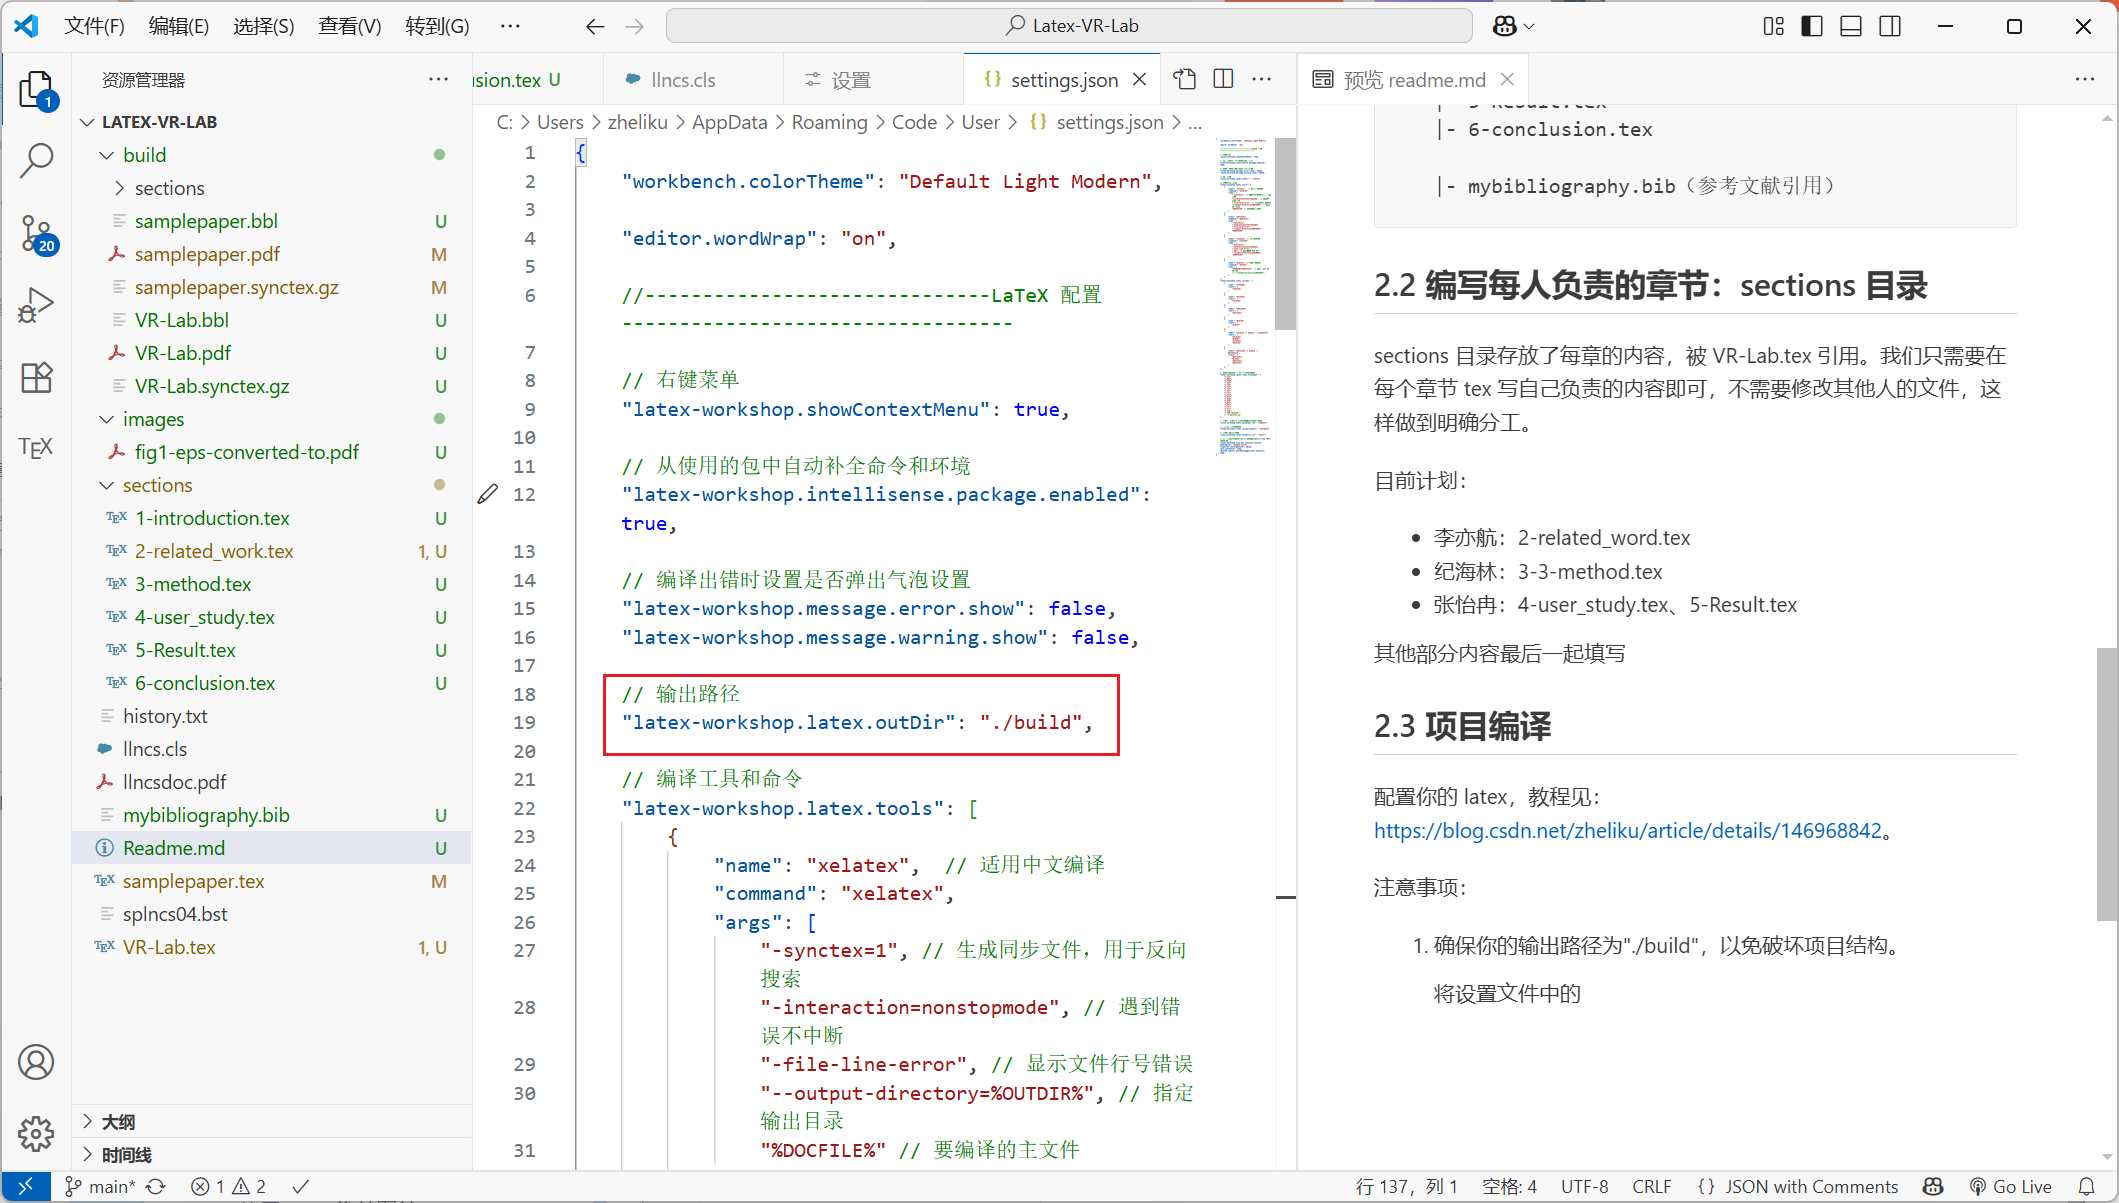 文件(F) 编辑(E) 选择(S) 查看(V) 转到(G) ··· Latex-VR-Lab
资源管理器 ···
LATEX-VR-LAB
build
sections
samplepaper.bbl U
samplepaper.pdf M
samplepaper.synctex.gz M
VR-Lab.bbl U
VR-Lab.pdf U
VR-Lab.synctex.gz U
images
fig1-eps-converted-to.pdf U
sections
1-introduction.tex U
2-related_work.tex 1, U
3-method.tex U
4-user_study.tex U
5-Result.tex U
6-conclusion.tex U
history.txt
llncs.cls
llncsdoc.pdf
mybibliography.bib U
Readme.md U
samplepaper.tex M
splncs04.bst
VR-Lab.tex 1, U
大纲
时间线
1
20
TEX
usion.tex U llncs.cls 设置 {} settings.json
C: > Users > zheliku > AppData > Roaming > Code > User > {} settings.json > ...
1 {
2 "workbench.colorTheme": "Default Light Modern",
3
4 "editor.wordWrap": "on",
5
6 //------------------------------LaTeX 配置
----------------------------------
7
8 // 右键菜单
9 "latex-workshop.showContextMenu": true,
10
11 // 从使用的包中自动补全命令和环境
12 "latex-workshop.intellisense.package.enabled":
true,
13
14 // 编译出错时设置是否弹出气泡设置
15 "latex-workshop.message.error.show": false,
16 "latex-workshop.message.warning.show": false,
17
18 // 输出路径
19 "latex-workshop.latex.outDir": "./build",
20
21 // 编译工具和命令
22 "latex-workshop.latex.tools": [
23 {
24 "name": "xelatex", // 适用中文编译
25 "command": "xelatex",
26 "args": [
27 "-synctex=1", // 生成同步文件，用于反向
搜索
28 "-interaction=nonstopmode", // 遇到错
误不中断
29 "-file-line-error", // 显示文件行号错误
30 "--output-directory=%OUTDIR%", // 指定
输出目录
31 "%DOCFILE%" // 要编译的主文件
预览 readme.md
|- 5-Result.tex
|- 6-conclusion.tex
|- mybibliography.bib（参考文献引用）
2.2 编写每人负责的章节：sections 目录
sections 目录存放了每章的内容，被 VR-Lab.tex 引用。我们只需要在
每个章节 tex 写自己负责的内容即可，不需要修改其他人的文件，这
样做到明确分工。
目前计划：
• 李亦航：2-related_word.tex
• 纪海林：3-3-method.tex
• 张怡冉：4-user_study.tex、5-Result.tex
其他部分内容最后一起填写
2.3 项目编译
配置你的 latex，教程见：
https://blog.csdn.net/zheliku/article/details/146968842。
注意事项：
1. 确保你的输出路径为"./build"，以免破坏项目结构。
将设置文件中的
main* 1 2 行 137，列 1 空格: 4 UTF-8 CRLF {} JSON with Comments Go Live